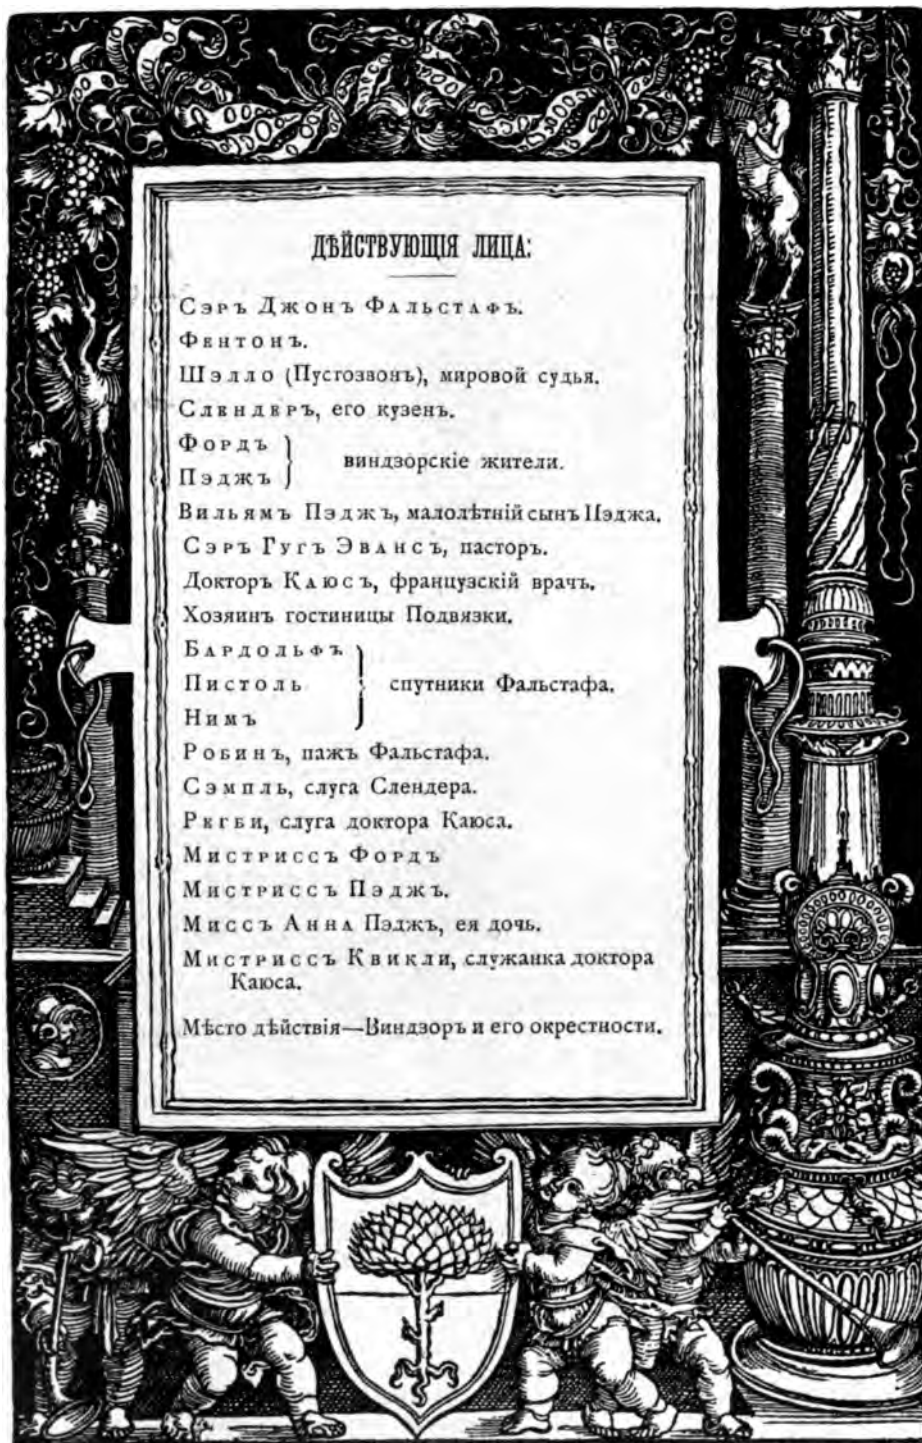 ДѢЙСТВУЮЩІЯ ЛИЦА:
Сэръ Джонъ Фальстафъ.
Фентонъ.
Шэлло (Пустозвонъ), мировой судья.
Слендеръ, его кузенъ.
Фордъ
Пэджъ
виндзорскіе жители.
Вильямъ Пэджъ, малолѣтній сынъ Пэджа.
Сэръ Гугъ Эвансъ, пасторъ.
Докторъ Каюсъ, французскій врачъ.
Хозяинъ гостиницы Подвязки.
Бардольфъ
Пистоль
Нимъ
спутники Фальстафа.
Робинъ, пажъ Фальстафа.
Сэмпль, слуга Слендера.
Регби, слуга доктора Каюса.
Мистриссъ Фордъ
Мистриссъ Пэджъ.
Миссъ Анна Пэджъ, ея дочь.
Мистриссъ Квикли, служанка доктора
Каюса.
Мѣсто дѣйствія—Виндзоръ и его окрестности.